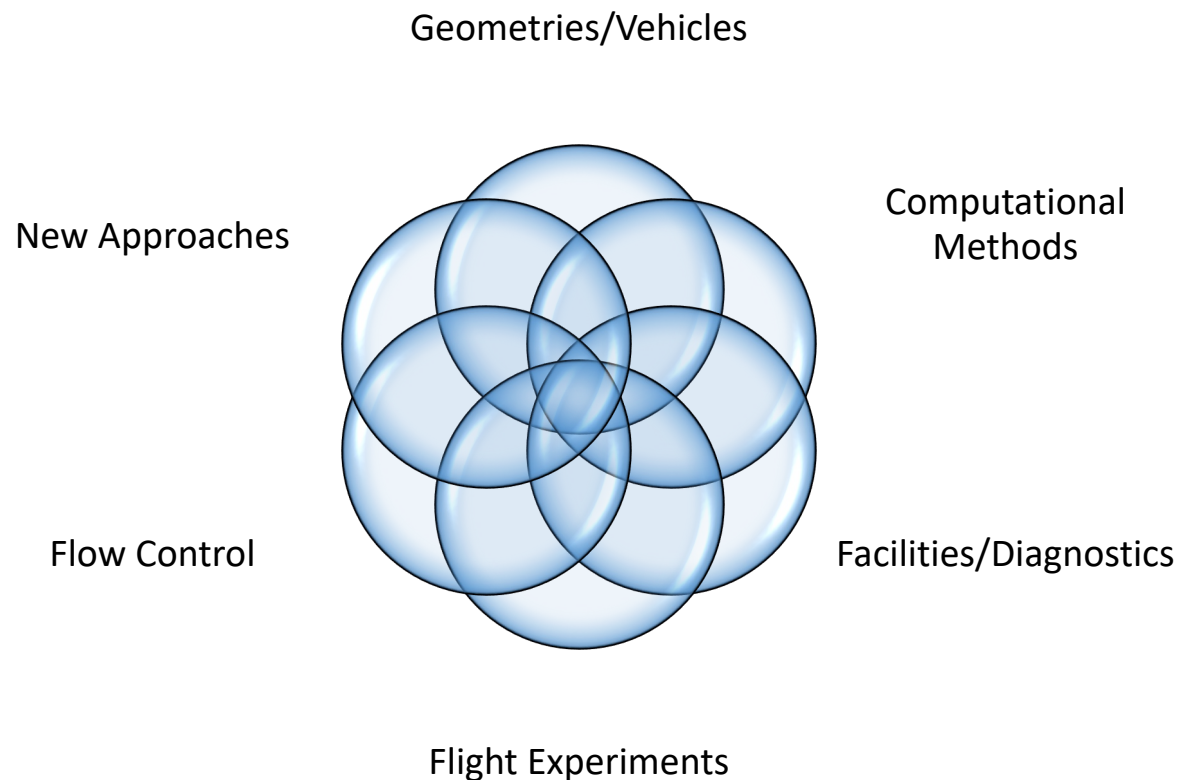 Geometries/Vehicles
New Approaches
Computational
Methods
Flow Control
Facilities/Diagnostics
Flight Experiments